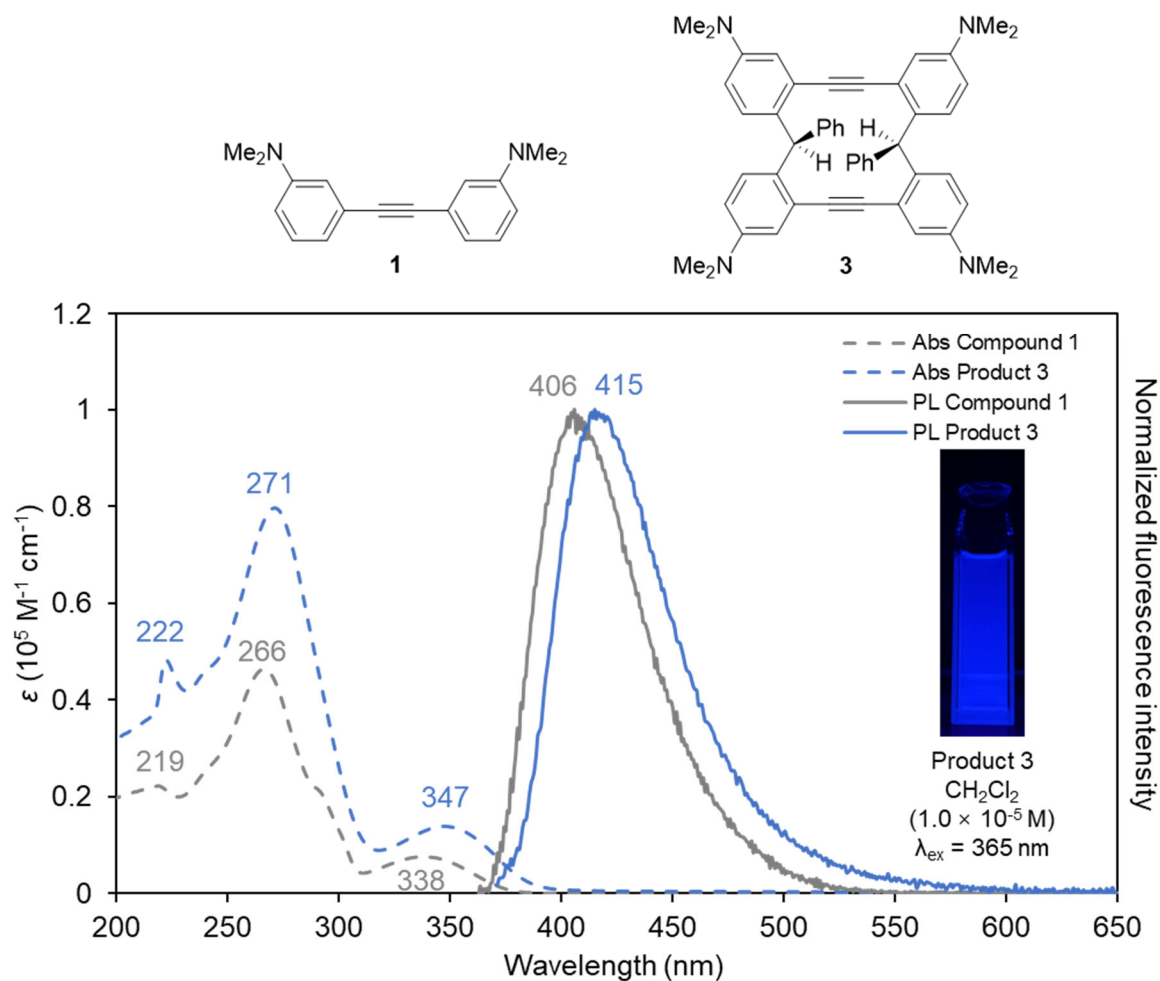 NMe₂ NMe₂
Me₂N NMe₂
Ph H
H Ph
1
Me₂N NMe₂
3
1.2
1
0.8
0.6
0.4
0.2
0
ε (10⁵ M⁻¹ cm⁻¹)
222
271
266
219
347
338
406
415
Abs Compound 1
Abs Product 3
PL Compound 1
PL Product 3
Product 3
CH₂Cl₂
(1.0 × 10⁻⁵ M)
λex = 365 nm
Normalized fluorescence intensity
200 250 300 350 400 450 500 550 600 650
Wavelength (nm)